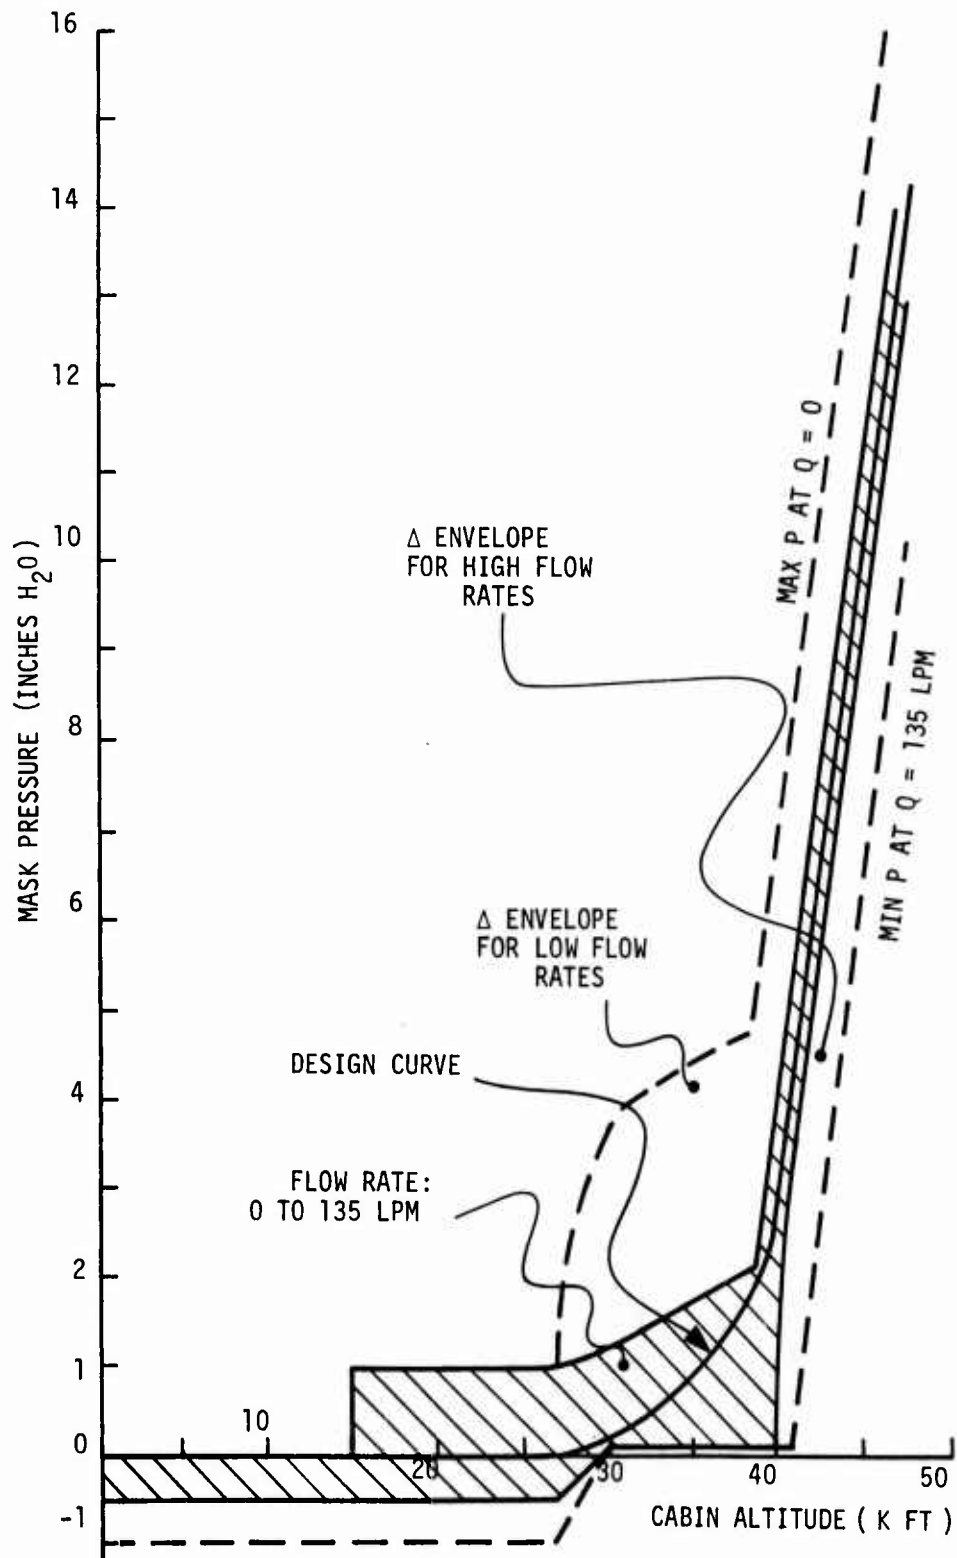 16
14
12
10
8
6
4
2
1
0
-1
MASK PRESSURE (INCHES H₂O)
Δ ENVELOPE
FOR HIGH FLOW
RATES
MAX P AT Q = 0
MIN P AT Q = 135 LPM
Δ ENVELOPE
FOR LOW FLOW
RATES
DESIGN CURVE
FLOW RATE:
0 TO 135 LPM
10
20
30
40
50
CABIN ALTITUDE ( K FT )